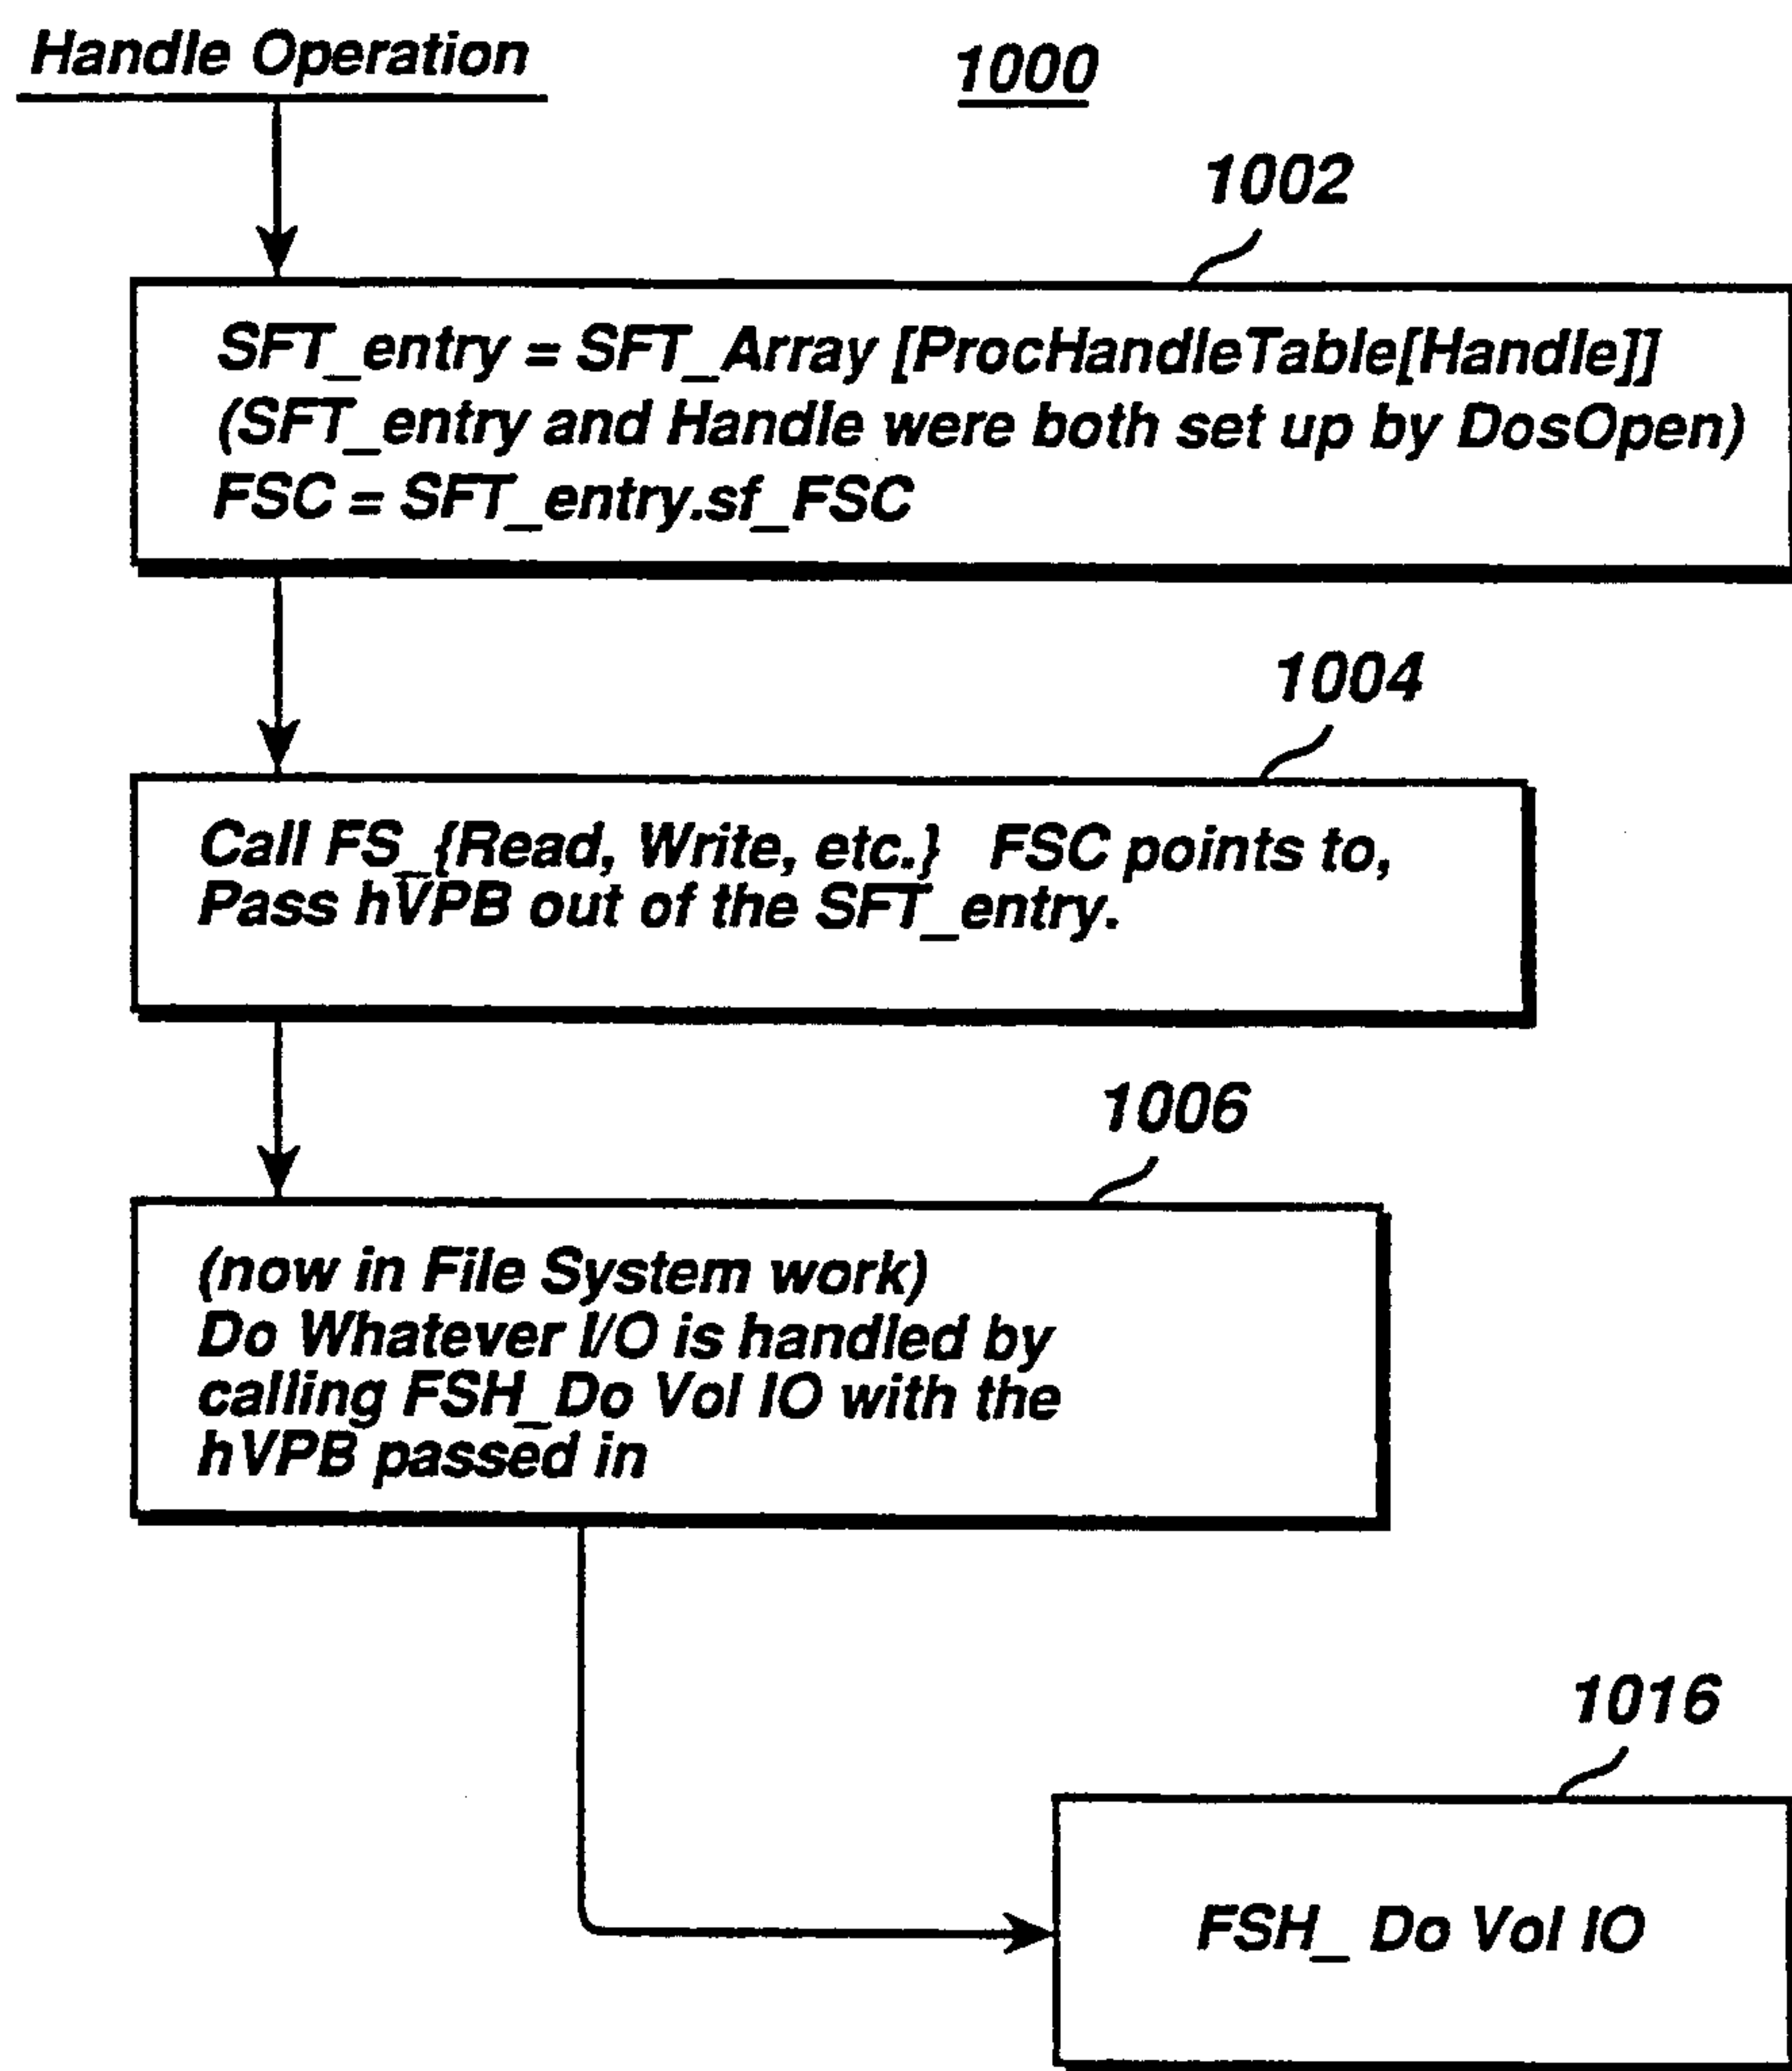 Handle Operation
1000
1002
SFT_entry = SFT_Array [ProcHandleTable[Handle]]
(SFT_entry and Handle were both set up by DosOpen)
FSC = SFT_entry.sf_FSC
1004
Call FS_{Read, Write, etc.} FSC points to,
Pass hVPB out of the SFT_entry.
1006
(now in File System work)
Do Whatever I/O is handled by
calling FSH_Do Vol IO with the
hVPB passed in
1016
FSH_ Do Vol IO